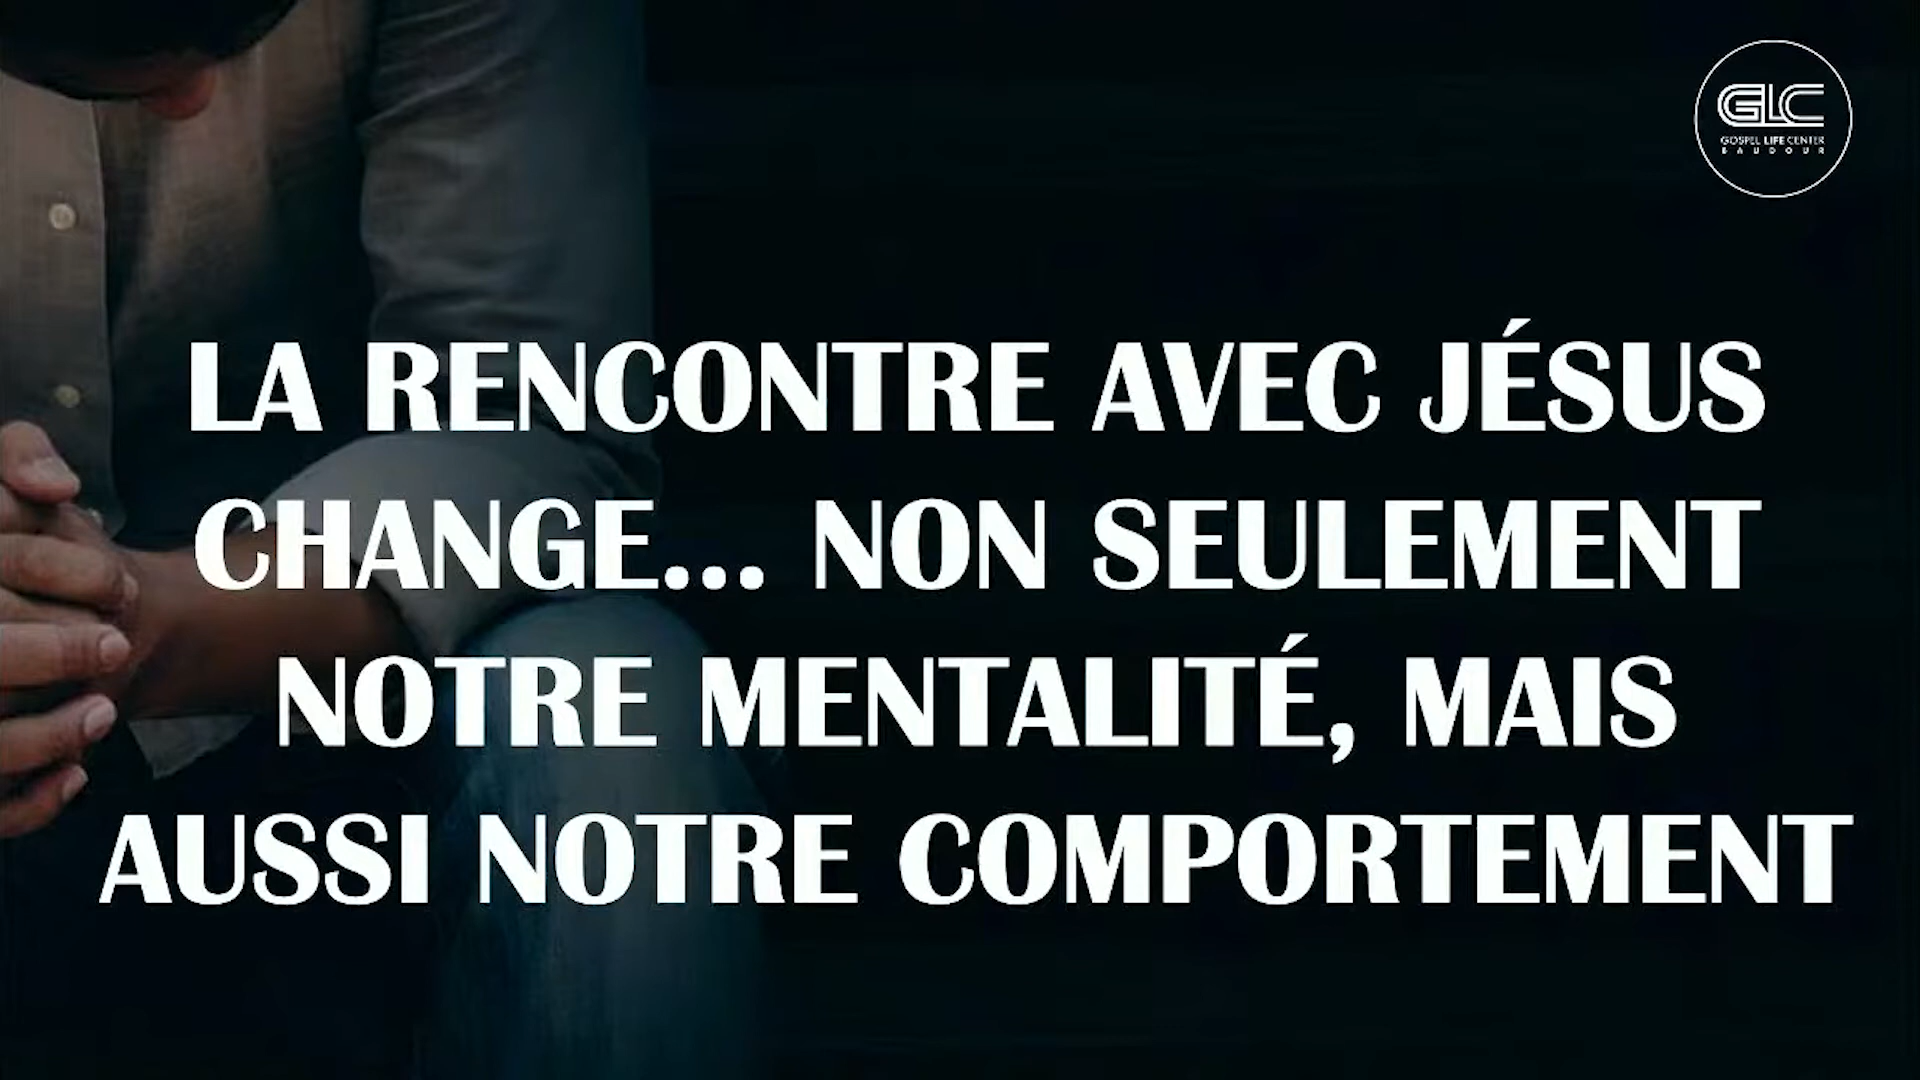 GLC
GOSPEL LIFE CENTER
BAUDOUR
LA RENCONTRE AVEC JÉSUS
CHANGE... NON SEULEMENT
NOTRE MENTALITÉ, MAIS
AUSSI NOTRE COMPORTEMENT